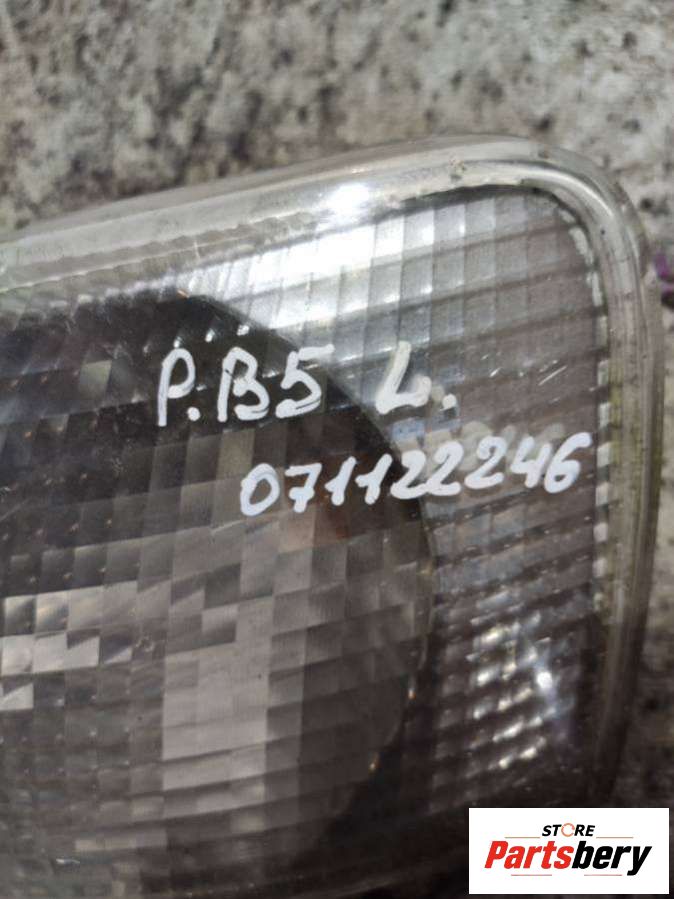 P.B5 L.
071122246
STORE
Partsbery